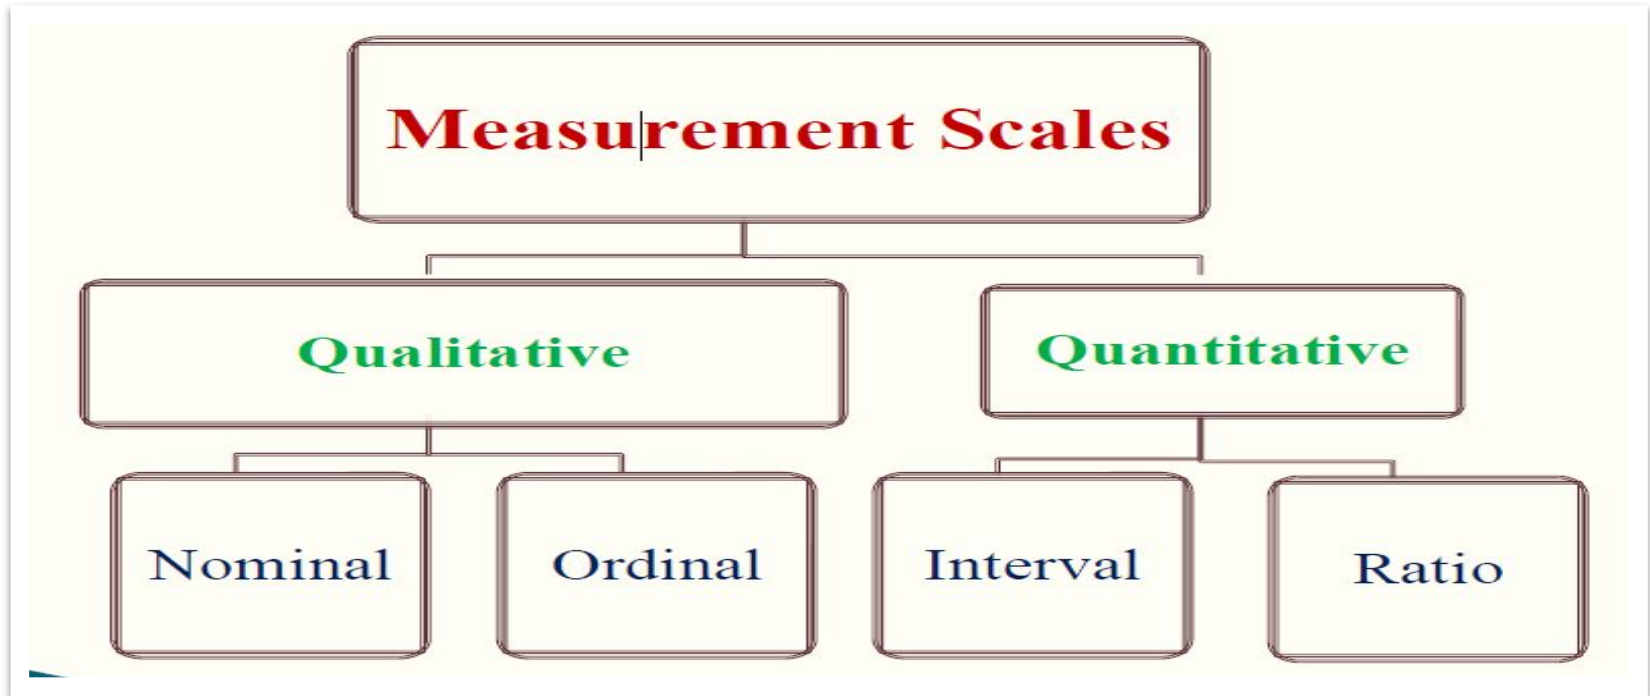 Measurement Scales
Qualitative
Quantitative
Nominal
Ordinal
Interval
Ratio